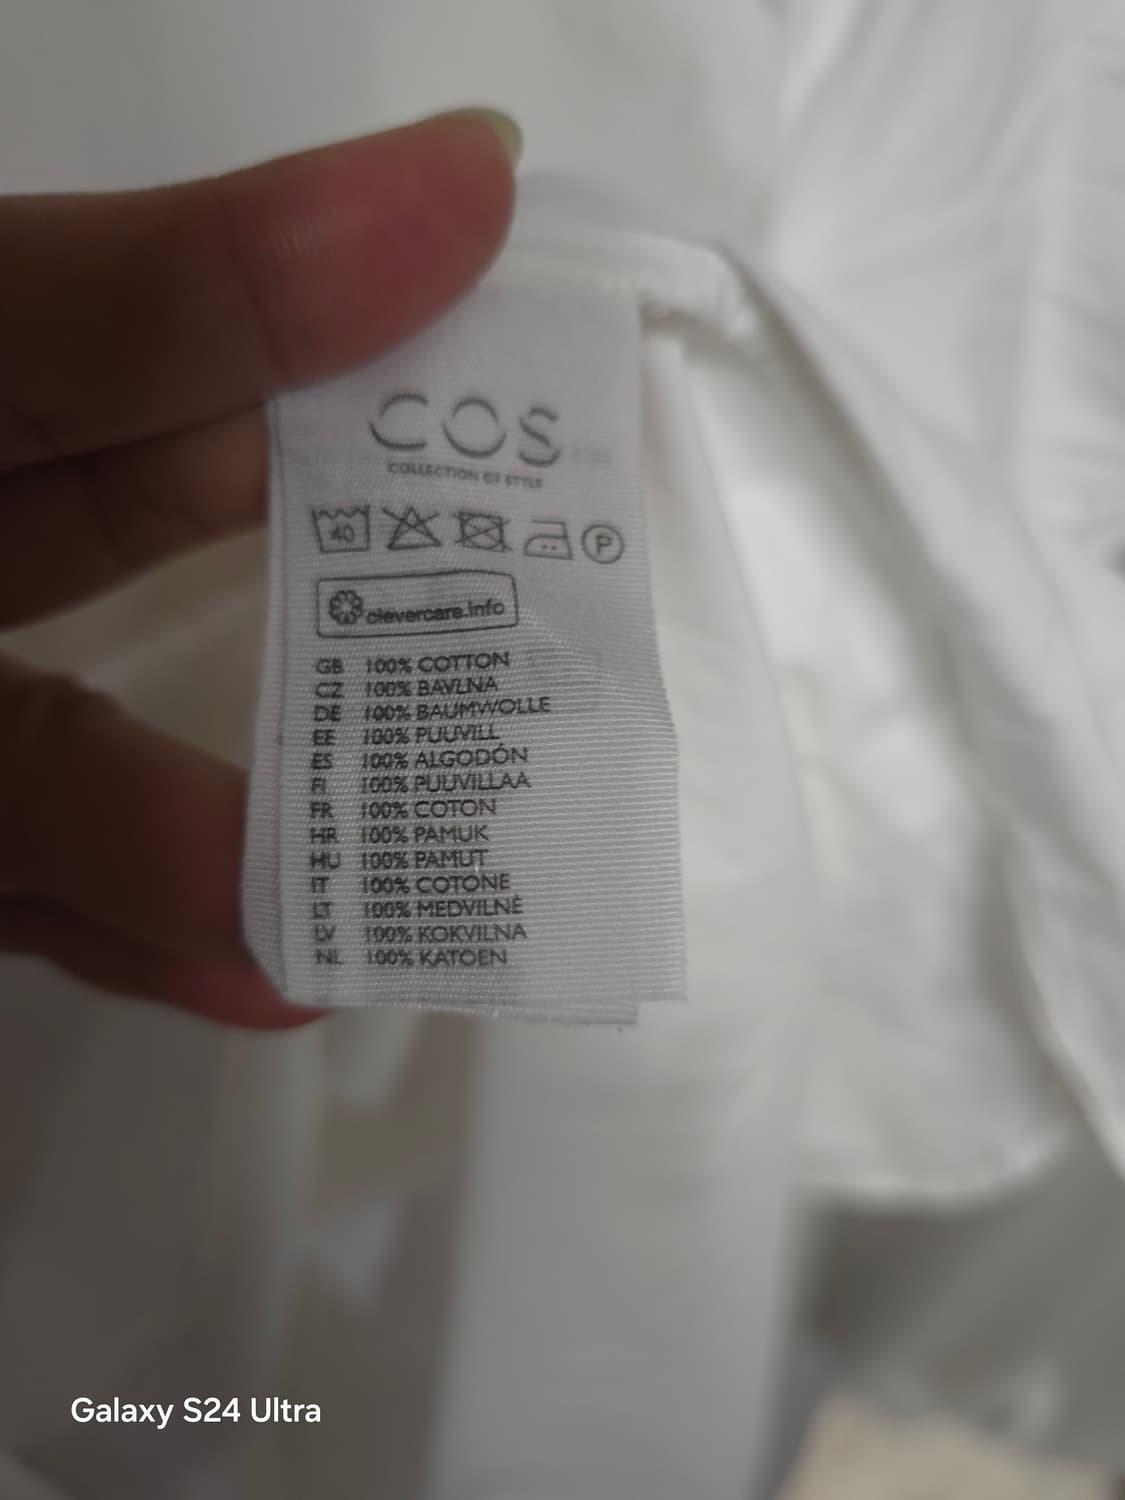 COS
COLLECTION OF STYLE
40 P
clevercare.info
GB 100% COTTON
CZ 100% BAVLNA
DE 100% BAUMWOLLE
EE 100% PUUVILL
ES 100% ALGODÓN
FI 100% PUUVILLAA
FR 100% COTON
HR 100% PAMUK
HU 100% PAMUT
IT 100% COTONE
LT 100% MEDVILNĖ
LV 100% KOKVILNA
NL 100% KATOEN
Galaxy S24 Ultra